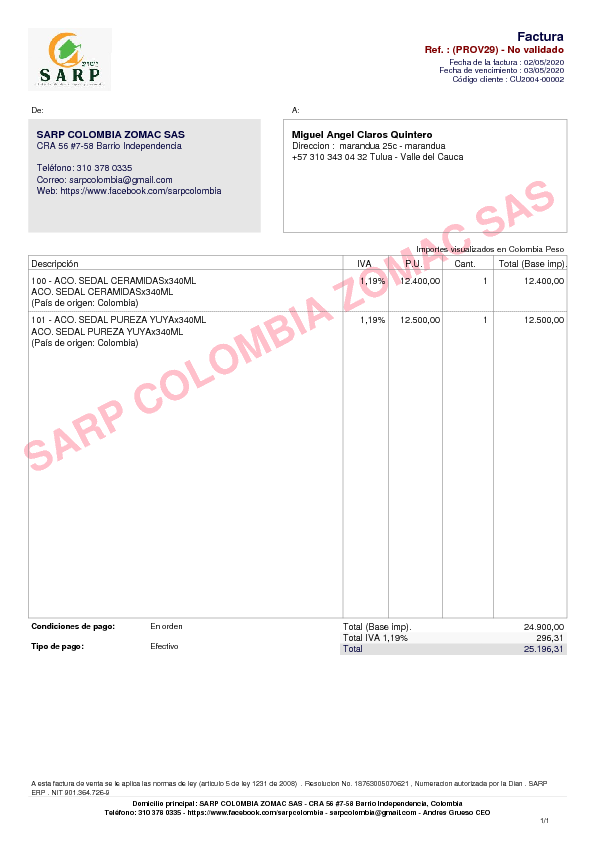 Factura
Ref. : (PROV29) - No validado
Fecha de la factura : 02/05/2020
Fecha de vencimiento : 03/05/2020
Código cliente : CU2004-00002
SARP
De:
A:
SARP COLOMBIA ZOMAC SAS
CRA 56 #7-58 Barrio Independencia
Teléfono: 310 378 0335
Correo: sarpcolombia@gmail.com
Web: https://www.facebook.com/sarpcolombia
Miguel Angel Claros Quintero
Direccion : marandua 25c - marandua
+57 310 343 04 32 Tulua - Valle del Cauca
Importes visualizados en Colombia Peso
Descripción IVA P.U. Cant. Total (Base imp).
100 - ACO. SEDAL CERAMIDASx340ML 1,19% 12.400,00 1 12.400,00
ACO. SEDAL CERAMIDASx340ML
(País de origen: Colombia)
101 - ACO. SEDAL PUREZA YUYAx340ML 1,19% 12.500,00 1 12.500,00
ACO. SEDAL PUREZA YUYAx340ML
(País de origen: Colombia)
SARP COLOMBIA ZOMAC SAS
Condiciones de pago: En orden
Tipo de pago: Efectivo
Total (Base imp). 24.900,00
Total IVA 1,19% 296,31
Total 25.196,31
A esta factura de venta se le aplica las normas de ley (articulo 5 de ley 1231 de 2008) . Resolucion No. 18763005070621 , Numeracion autorizada por la Dian . SARP
ERP . NIT 901.364.726-9
Domicilio principal: SARP COLOMBIA ZOMAC SAS - CRA 56 #7-58 Barrio Independencia, Colombia
Teléfono: 310 378 0335 - https://www.facebook.com/sarpcolombia - sarpcolombia@gmail.com - Andres Grueso CEO
1/1